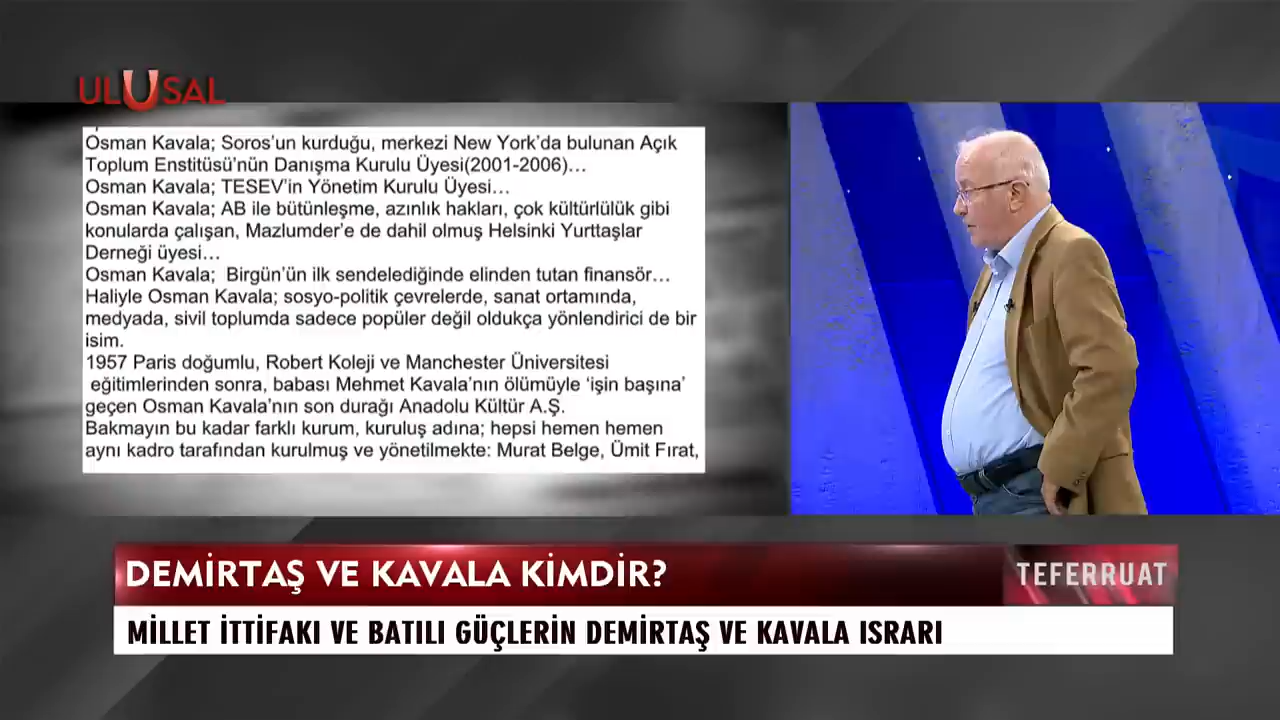 ULUSAL
Osman Kavala; Soros'un kurduğu, merkezi New York'da bulunan Açık
Toplum Enstitüsü'nün Danışma Kurulu Üyesi(2001-2006)…
Osman Kavala; TESEV'in Yönetim Kurulu Üyesi…
Osman Kavala; AB ile bütünleşme, azınlık hakları, çok kültürlülük gibi
konularda çalışan, Mazlumder'e de dahil olmuş Helsinki Yurttaşlar
Derneği üyesi…
Osman Kavala;  Birgün'ün ilk sendelediğinde elinden tutan finansör…
Haliyle Osman Kavala; sosyo-politik çevrelerde, sanat ortamında,
medyada, sivil toplumda sadece popüler değil oldukça yönlendirici de bir
isim.
1957 Paris doğumlu, Robert Koleji ve Manchester Üniversitesi
eğitimlerinden sonra, babası Mehmet Kavala'nın ölümüyle 'işin başına'
geçen Osman Kavala'nın son durağı Anadolu Kültür A.Ş.
Bakmayın bu kadar farklı kurum, kuruluş adına; hepsi hemen hemen
aynı kadro tarafından kurulmuş ve yönetilmekte: Murat Belge, Ümit Fırat,
DEMİRTAŞ VE KAVALA KİMDİR?
TEFERRUAT
MİLLET İTTİFAKI VE BATILI GÜÇLERİN DEMİRTAŞ VE KAVALA ISRARI